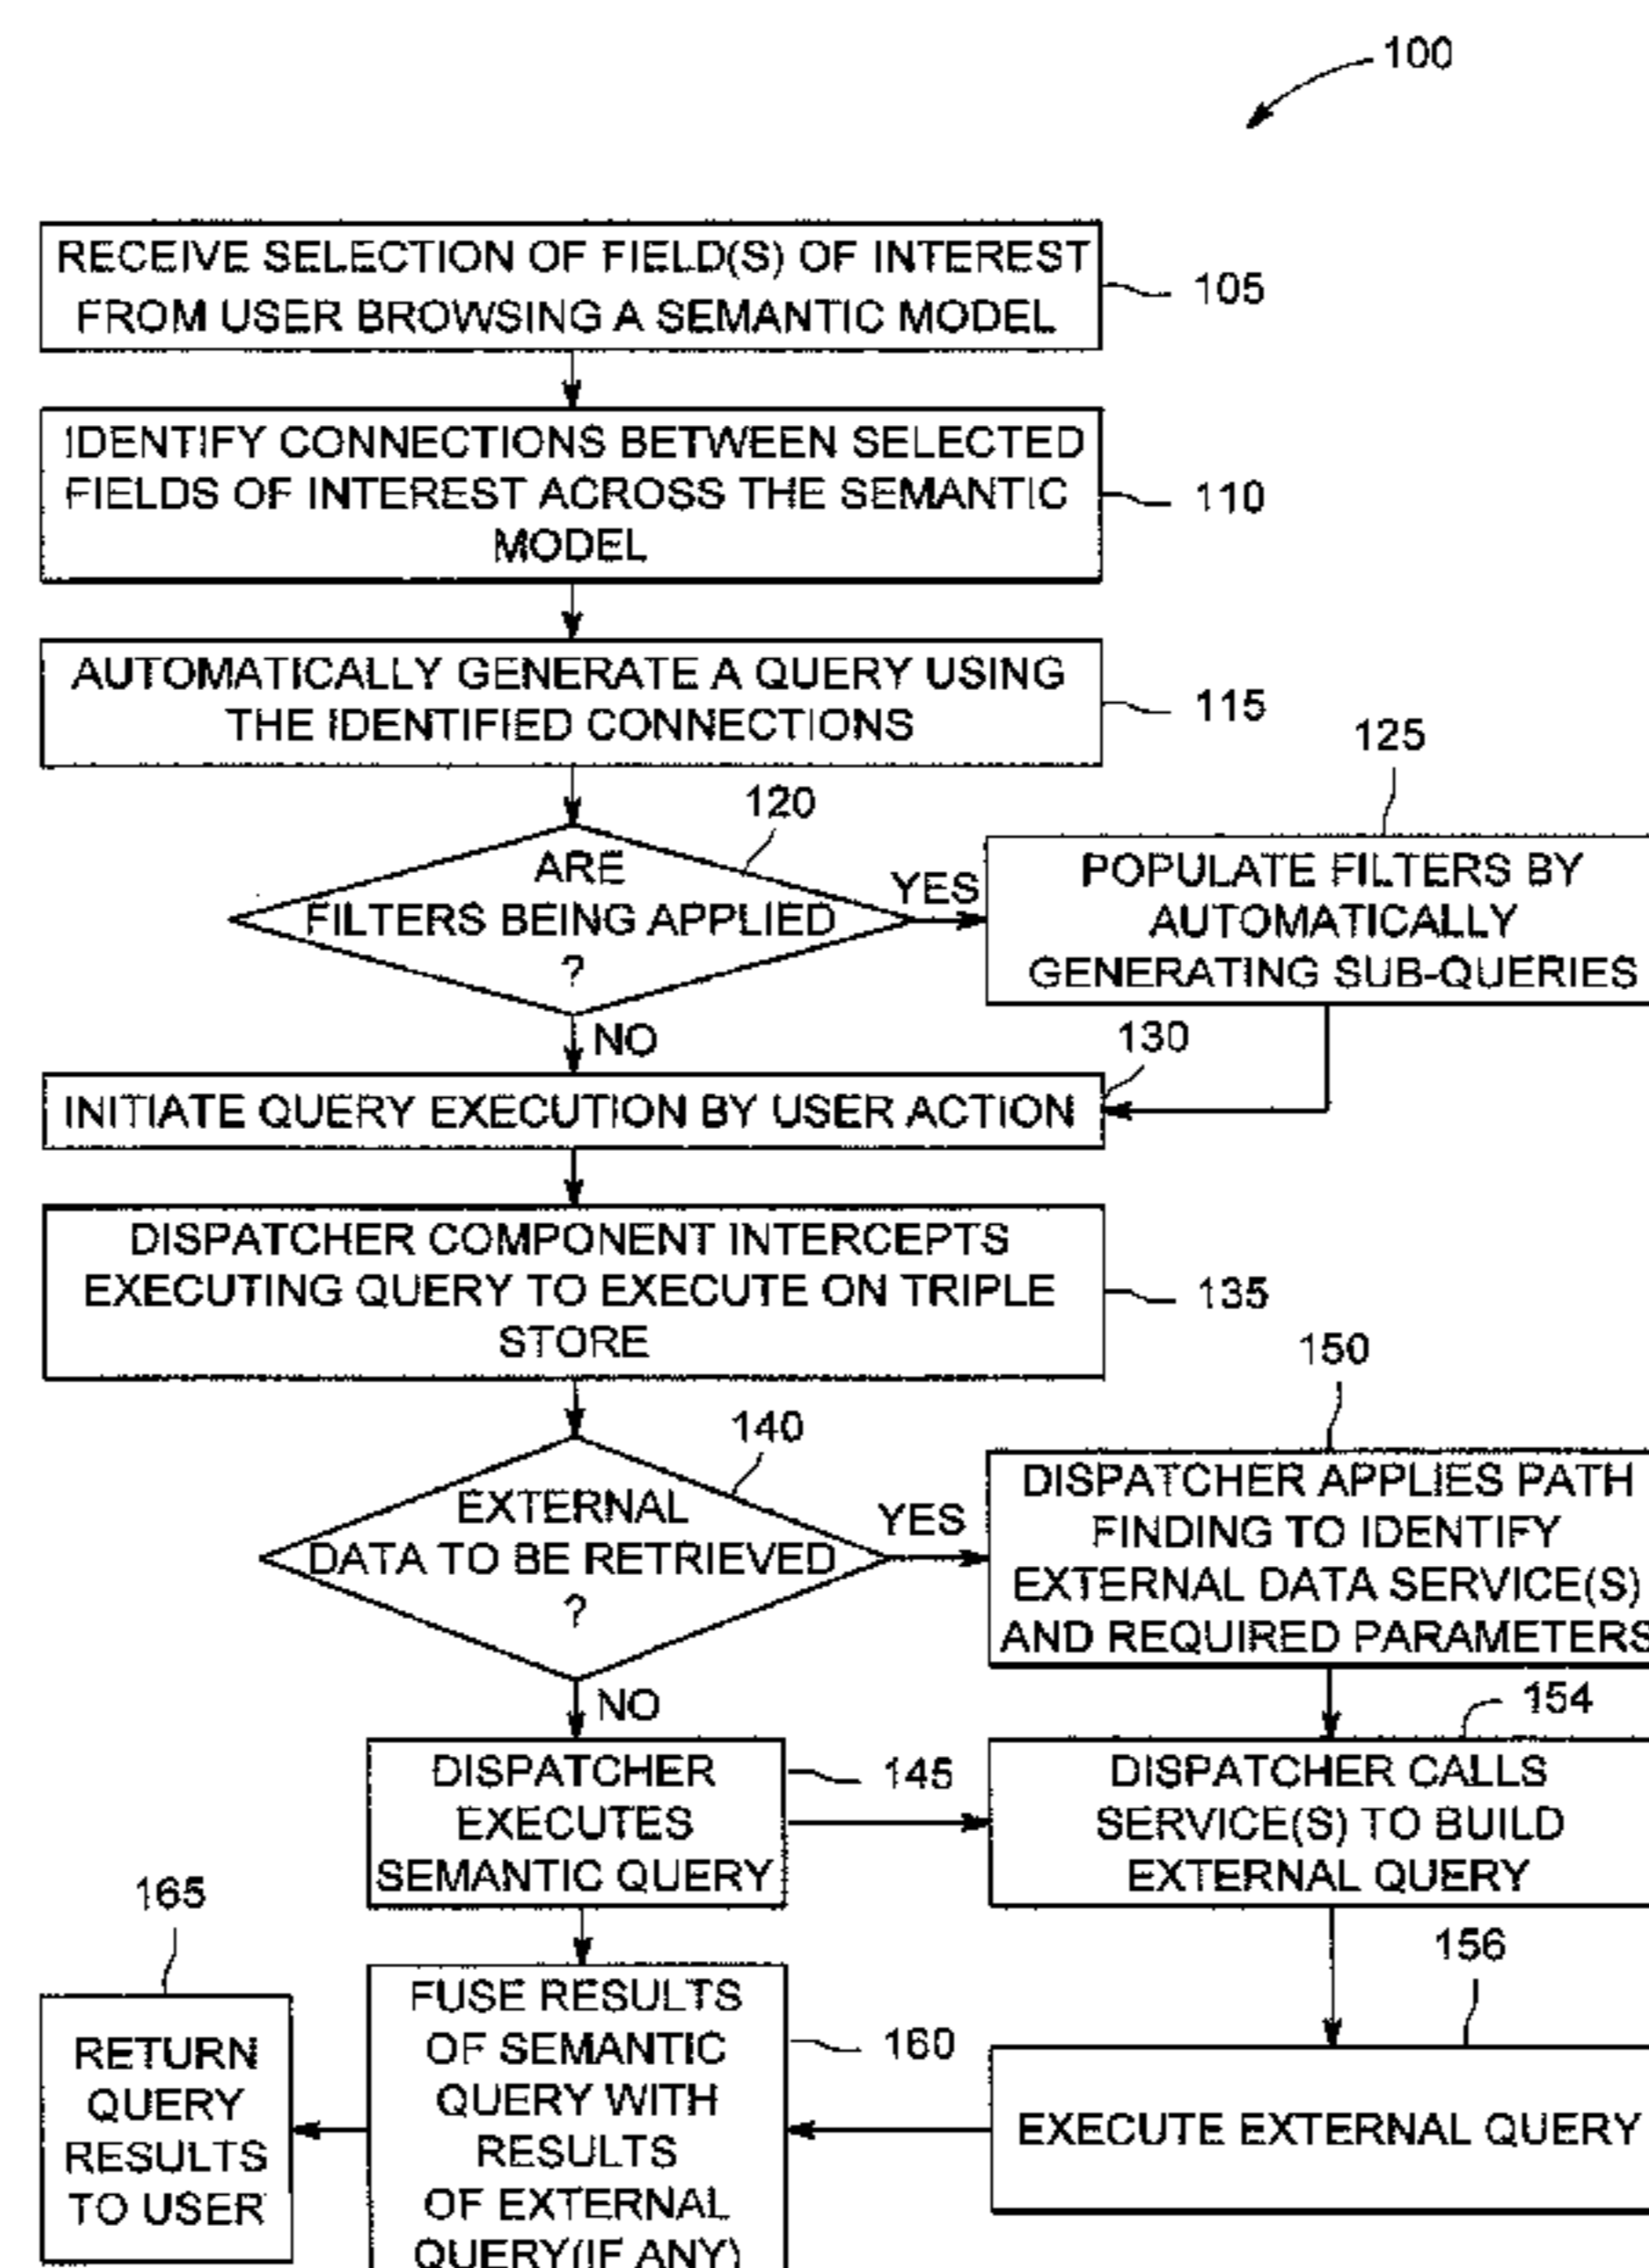 100
RECEIVE SELECTION OF FIELD(S) OF INTEREST
FROM USER BROWSING A SEMANTIC MODEL
105
IDENTIFY CONNECTIONS BETWEEN SELECTED
FIELDS OF INTEREST ACROSS THE SEMANTIC
MODEL
110
AUTOMATICALLY GENERATE A QUERY USING
THE IDENTIFIED CONNECTIONS
115
120
ARE
FILTERS BEING APPLIED
?
YES
NO
125
POPULATE FILTERS BY
AUTOMATICALLY
GENERATING SUB-QUERIES
130
INITIATE QUERY EXECUTION BY USER ACTION
DISPATCHER COMPONENT INTERCEPTS
EXECUTING QUERY TO EXECUTE ON TRIPLE
STORE
135
140
EXTERNAL
DATA TO BE RETRIEVED
?
YES
NO
150
DISPATCHER APPLIES PATH
FINDING TO IDENTIFY
EXTERNAL DATA SERVICE(S)
AND REQUIRED PARAMETERS
DISPATCHER
EXECUTES
SEMANTIC QUERY
145
154
DISPATCHER CALLS
SERVICE(S) TO BUILD
EXTERNAL QUERY
156
EXECUTE EXTERNAL QUERY
FUSE RESULTS
OF SEMANTIC
QUERY WITH
RESULTS
OF EXTERNAL
QUERY(IF ANY)
160
165
RETURN
QUERY
RESULTS
TO USER